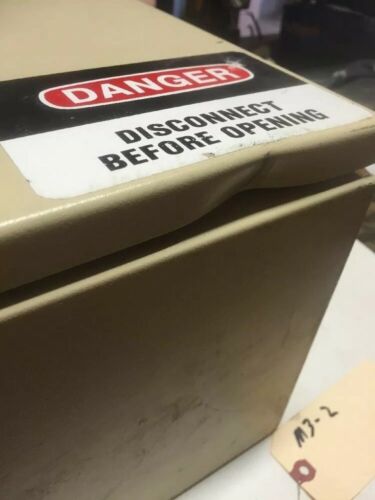 DANGER
DISCONNECT
BEFORE OPENING
M3-2